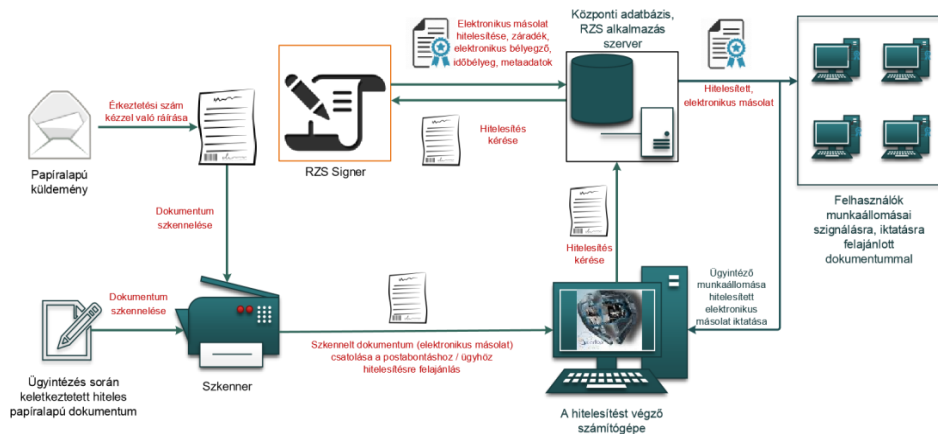 Elektronikus másolat
hitelesítése, záradék,
elektronikus bélyegző,
időbélyeg, metaadatok
Központi adatbázis,
RZS alkalmazás
szerver
Érkeztetési szám
kézzel való ráírása
Hitelesített,
elektronikus másolat
Hitelesítés
kérése
Papíralapú
küldemény
RZS Signer
Felhasználók
munkaállomásai
szignálásra, iktatásra
felajánlott
dokumentummal
Dokumentum
szkennelése
Hitelesítés
kérése
Dokumentum
szkennelése
Ügyintéző
munkaállomása
hitelesített
elektronikus
másolat iktatása
Szkennelt dokumentum (elektronikus másolat)
csatolása a postabontáshoz / ügyhöz
hitelesítésre felajánlás
Szkenner
Ügyintézés során
keletkeztetett hiteles
papíralapú dokumentum
A hitelesítést végző
számítógépe